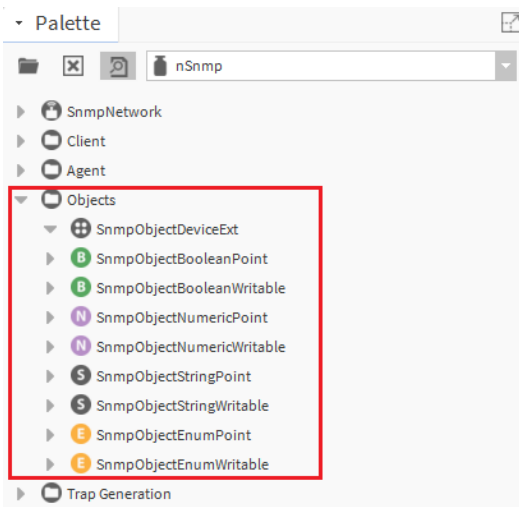 Palette
nSnmp
SnmpNetwork
Client
Agent
Objects
SnmpObjectDeviceExt
B SnmpObjectBooleanPoint
B SnmpObjectBooleanWritable
N SnmpObjectNumericPoint
N SnmpObjectNumericWritable
S SnmpObjectStringPoint
S SnmpObjectStringWritable
E SnmpObjectEnumPoint
E SnmpObjectEnumWritable
Trap Generation